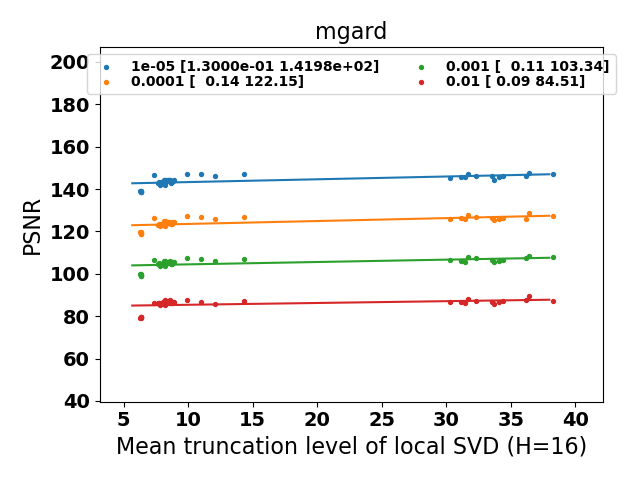 mgard
1e-05 [1.3000e-01 1.4198e+02]
0.0001 [  0.14 122.15]
0.001 [  0.11 103.34]
0.01 [ 0.09 84.51]
200
180
160
140
120
100
80
60
40
PSNR
5 10 15 20 25 30 35 40
Mean truncation level of local SVD (H=16)